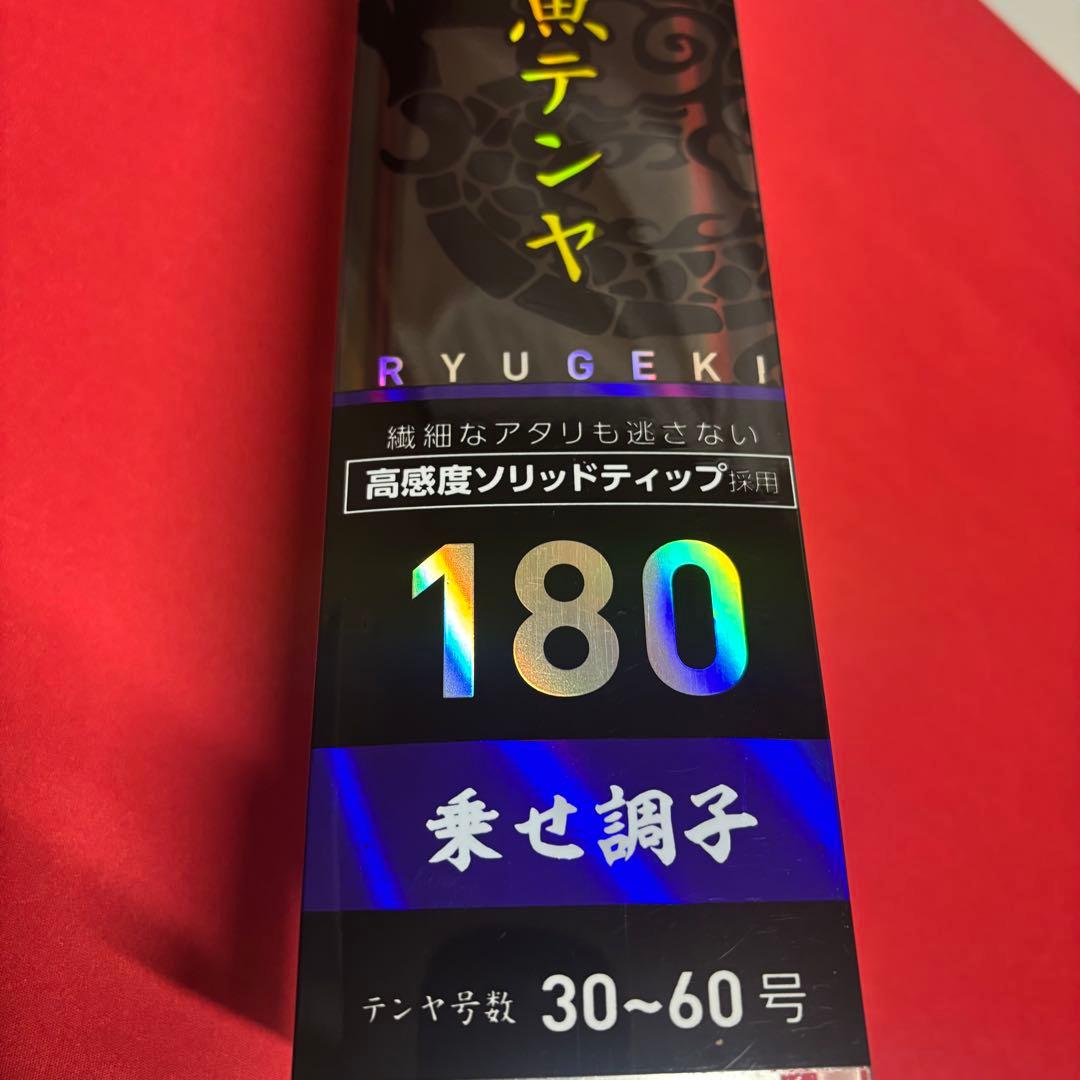 魚テンヤ
RYUGEKI
繊細なアタリも逃さない
高感度ソリッドティップ採用
180
乗せ調子
テンヤ号数 30~60号